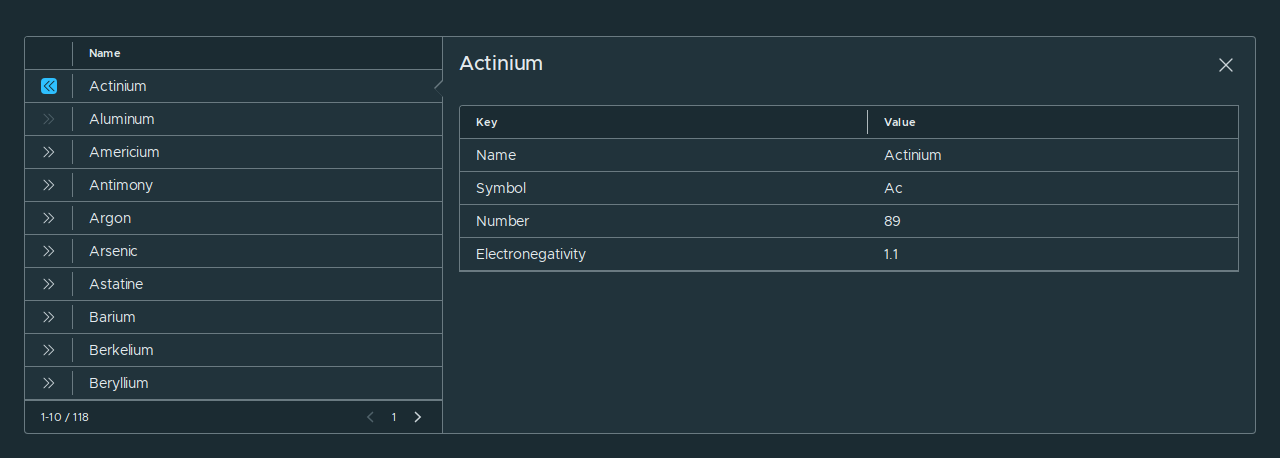 Name
Actinium
Aluminum
Americium
Antimony
Argon
Arsenic
Astatine
Barium
Berkelium
Beryllium
1-10 / 118
1
Actinium
Key Value
Name Actinium
Symbol Ac
Number 89
Electronegativity 1.1